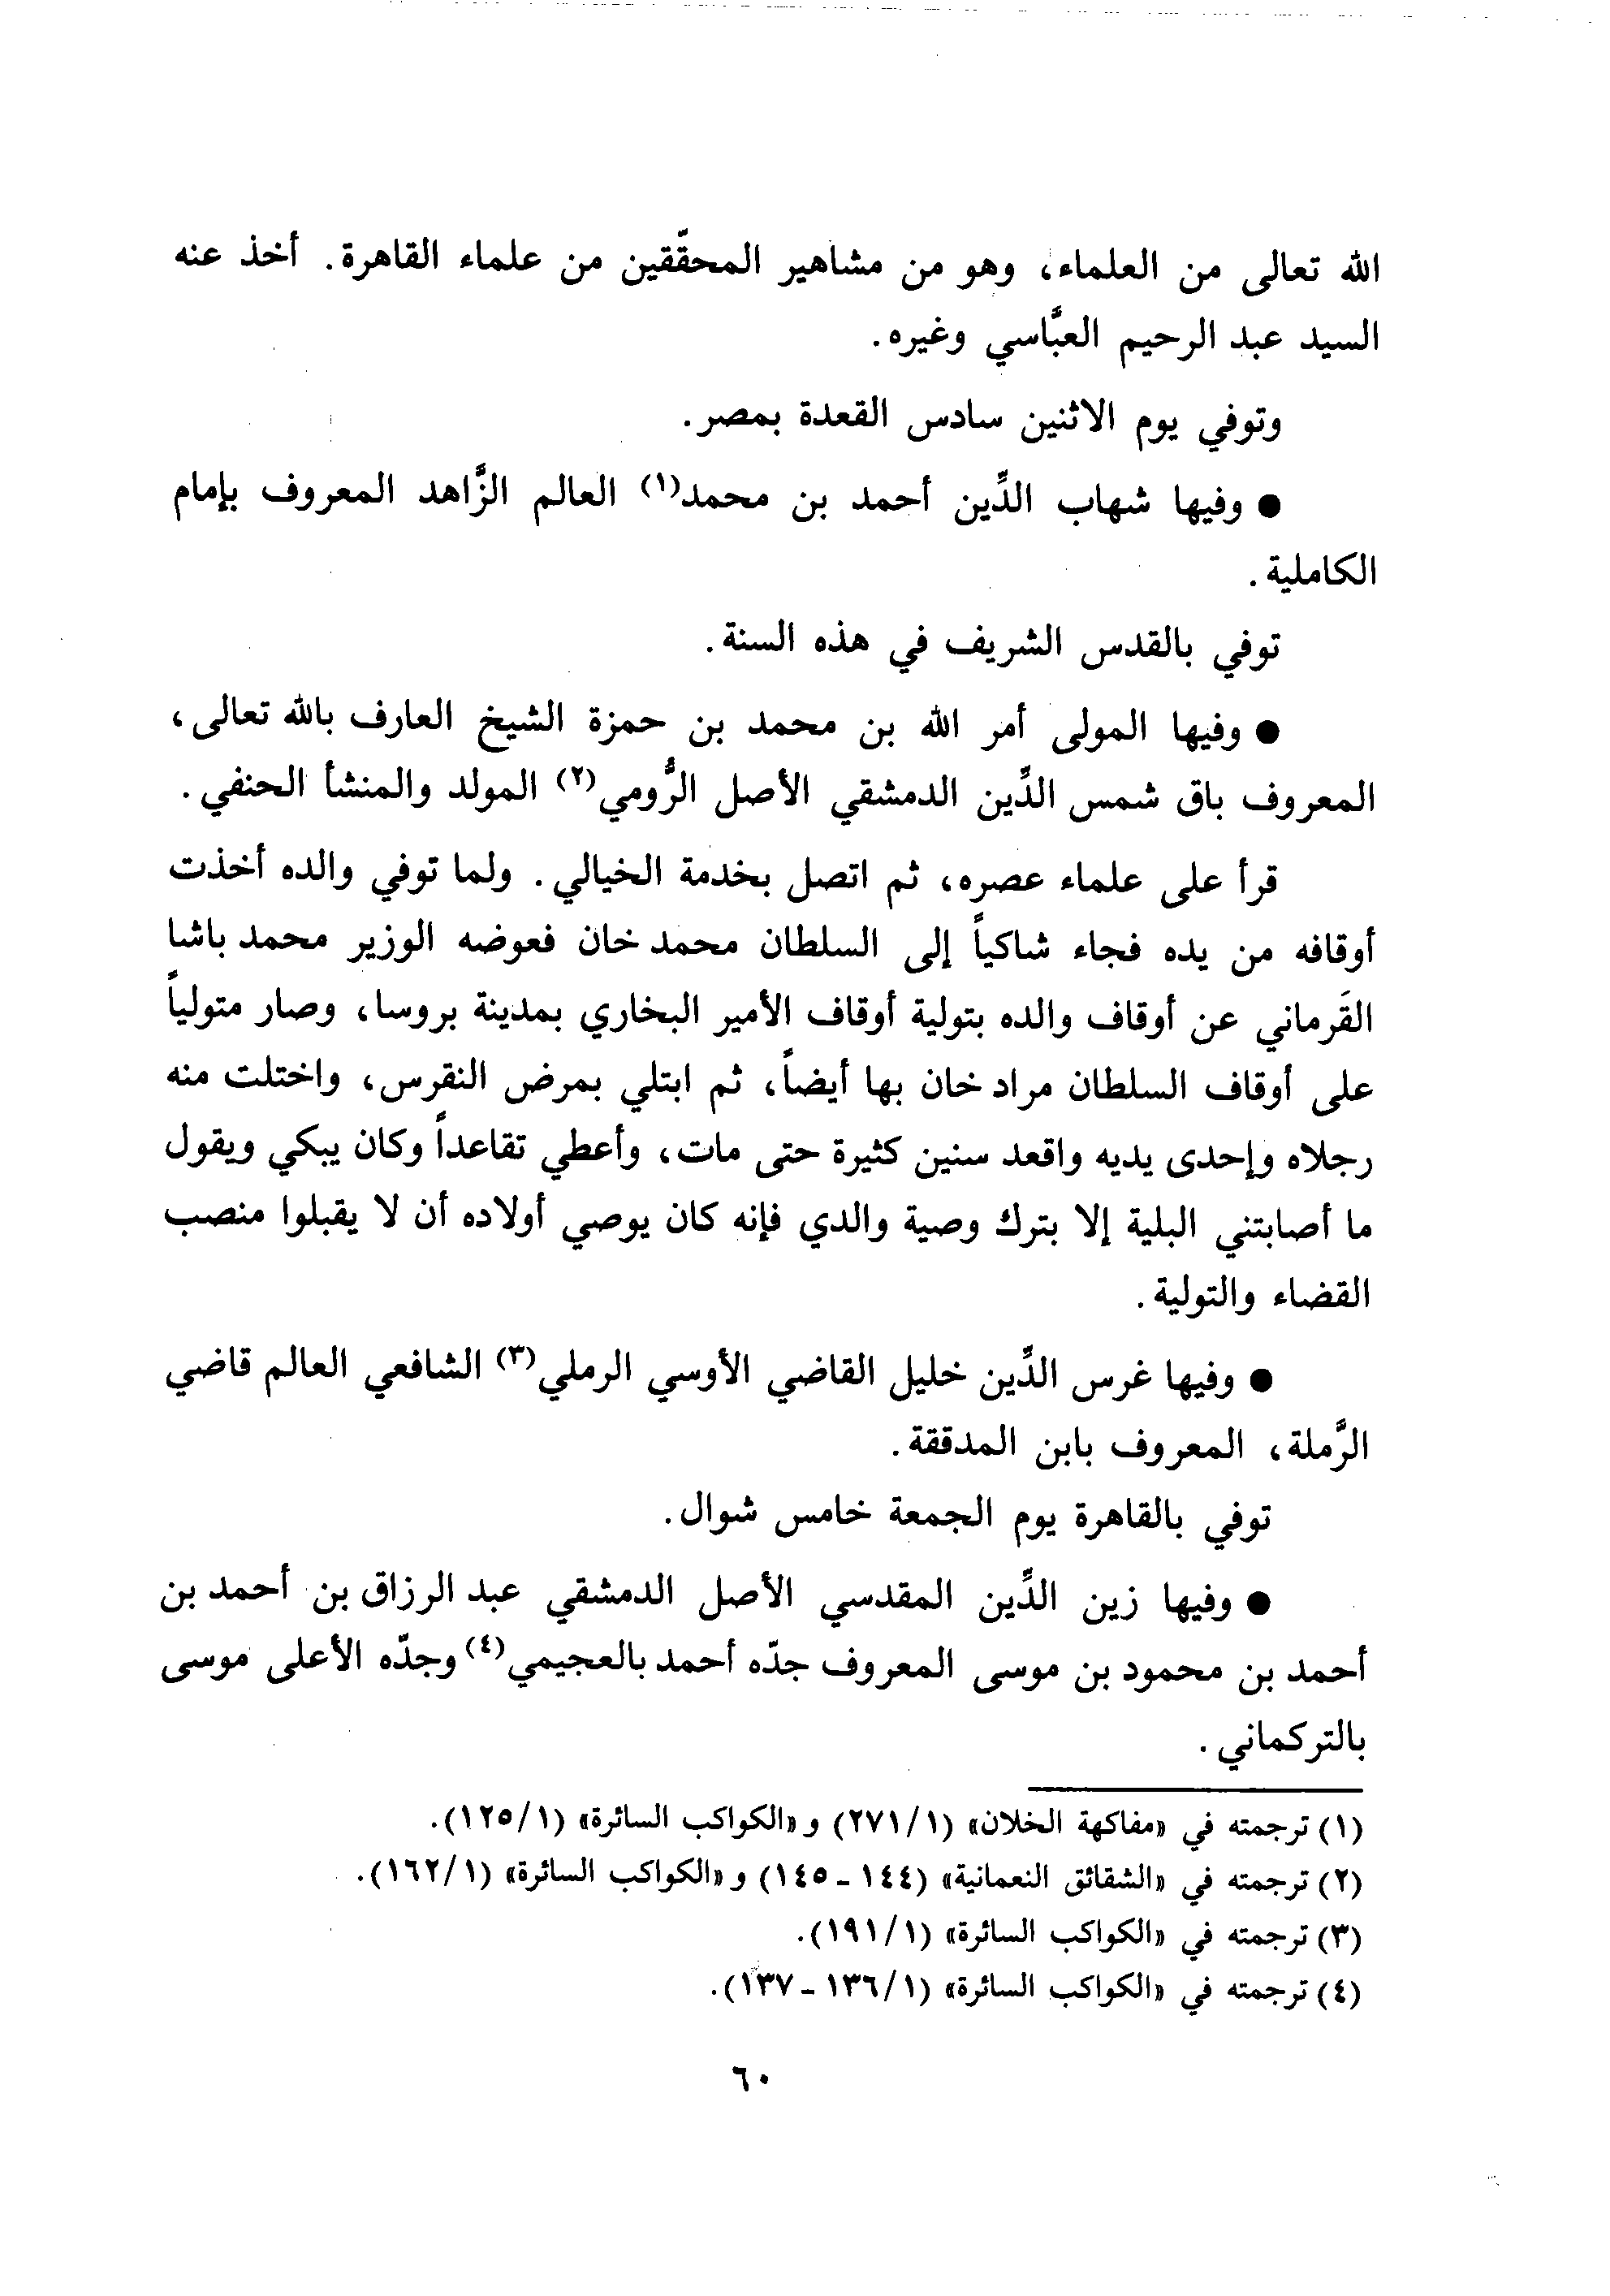 الله تعالى من العلماء، وهو من مشاهير المحقّقين من علماء القاهرة. أخذ عنه
السيد عبد الرحيم العبَّاسي وغيره.
وتوفي يوم الاثنين سادس القعدة بمصر.
● وفيها شهاب الدِّين أحمد بن محمد(١) العالم الزَّاهد المعروف بإمام
الكاملية.
توفي بالقدس الشريف في هذه السنة.
● وفيها المولى أمر الله بن محمد بن حمزة الشيخ العارف بالله تعالى،
المعروف باق شمس الدِّين الدمشقي الأصل الرُّومي(٢) المولد والمنشأ الحنفي.
قرأ على علماء عصره، ثم اتصل بخدمة الخيالي. ولما توفي والده أخذت
أوقافه من يده فجاء شاكياً إلى السلطان محمد خان فعوضه الوزير محمد باشا
القَرماني عن أوقاف والده بتولية أوقاف الأمير البخاري بمدينة بروسا، وصار متولياً
على أوقاف السلطان مراد خان بها أيضاً، ثم ابتلي بمرض النقرس، واختلت منه
رجلاه وإحدى يديه واقعد سنين كثيرة حتى مات، وأعطي تقاعداً وكان يبكي ويقول
ما أصابتني البلية إلا بترك وصية والدي فإنه كان يوصي أولاده أن لا يقبلوا منصب
القضاء والتولية.
● وفيها غرس الدِّين خليل القاضي الأوسي الرملي(٣) الشافعي العالم قاضي
الرَّملة، المعروف بابن المدققة.
توفي بالقاهرة يوم الجمعة خامس شوال.
● وفيها زين الدِّين المقدسي الأصل الدمشقي عبد الرزاق بن أحمد بن
أحمد بن محمود بن موسى المعروف جدّه أحمد بالعجيمي(٤) وجدّه الأعلى موسى
بالتركماني.
(١) ترجمته في «مفاكهة الخلان» (٢٧١/١) و «الكواكب السائرة» (١٢٥/١).
(٢) ترجمته في «الشقائق النعمانية» (١٤٤ - ١٤٥) و «الكواكب السائرة» (١٦٢/١).
(٣) ترجمته في «الكواكب السائرة» (١٩١/١).
(٤) ترجمته في «الكواكب السائرة» (١٣٦/١ - ١٣٧).
٦٠